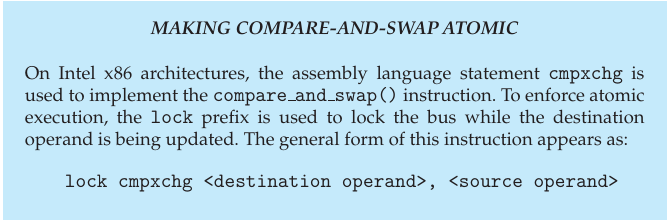 MAKING COMPARE-AND-SWAP ATOMIC
On Intel x86 architectures, the assembly language statement cmpxchg is
used to implement the compare_and_swap() instruction. To enforce atomic
execution, the lock prefix is used to lock the bus while the destination
operand is being updated. The general form of this instruction appears as:
lock cmpxchg <destination operand>, <source operand>